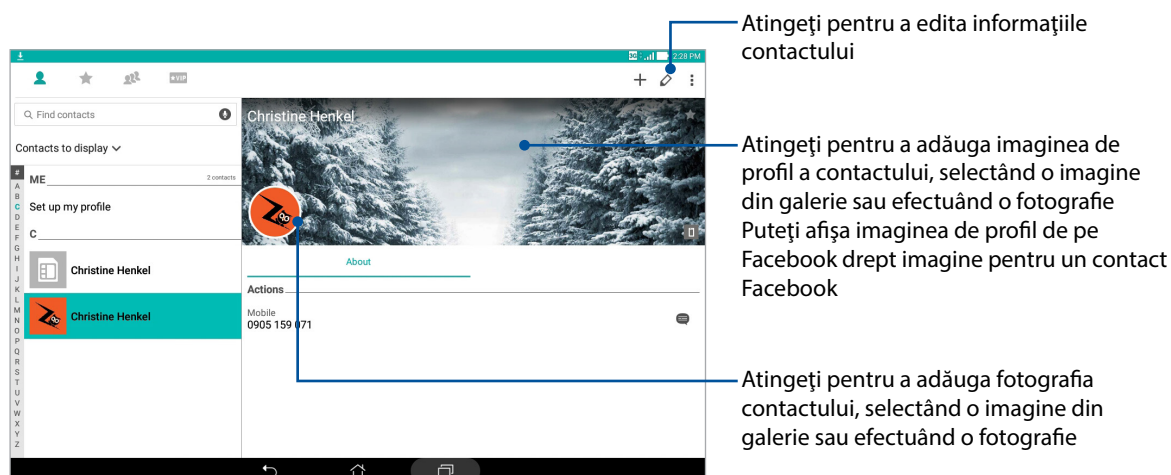 Atingeţi pentru a edita informaţiile
contactului
3G 2:28 PM
VIP
Find contacts
Christine Henkel
Contacts to display
Atingeţi pentru a adăuga imaginea de
profil a contactului, selectând o imagine
din galerie sau efectuând o fotografie
Puteţi afişa imaginea de profil de pe
Facebook drept imagine pentru un contact
Facebook
#
A
B
C
D
E
F
G
H
I
J
K
L
M
N
O
P
Q
R
S
T
U
V
W
X
Y
Z
ME 2 contacts
Set up my profile
C
Christine Henkel
Christine Henkel
About
Actions
Mobile
0905 159 071
Atingeţi pentru a adăuga fotografia
contactului, selectând o imagine din
galerie sau efectuând o fotografie